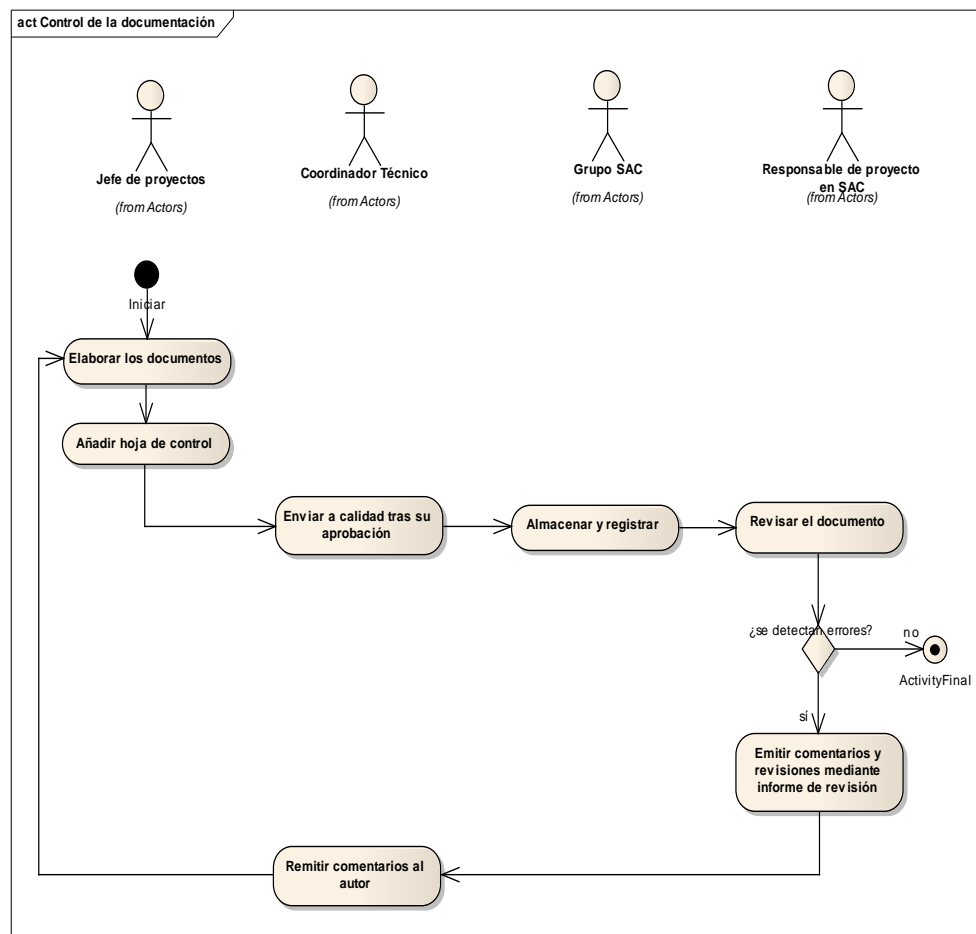 act Control de la documentación
Jefe de proyectos
(from Actors)
Coordinador Técnico
(from Actors)
Grupo SAC
(from Actors)
Responsable de proyecto
en SAC
(from Actors)
Iniciar
Elaborar los documentos
Añadir hoja de control
Enviar a calidad tras su
aprobación
Almacenar y registrar
Revisar el documento
¿se detectan errores?
no
ActivityFinal
sí
Emitir comentarios y
revisiones mediante
informe de revisión
Remitir comentarios al
autor